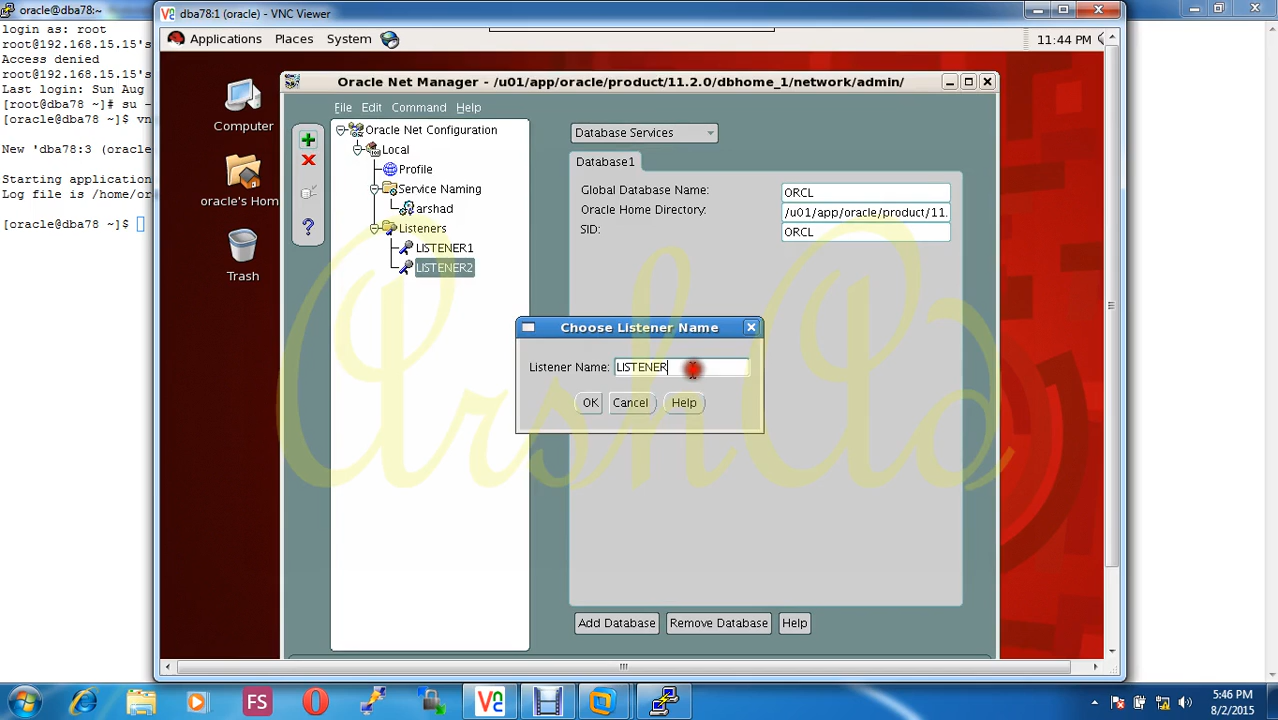 oracle@dba78:~
login as: root
root@192.168.15.15's
Access denied
root@192.168.15.15's
Last login: Sun Aug
[root@dba78 ~]# su -
[oracle@dba78 ~]$ vn
New 'dba78:3 (oracle
Starting application
Log file is /home/or
[oracle@dba78 ~]$
dba78:1 (oracle) - VNC Viewer
Applications Places System
11:44 PM
Computer
oracle's Hom
Trash
Oracle Net Manager - /u01/app/oracle/product/11.2.0/dbhome_1/network/admin/
File Edit Command Help
Oracle Net Configuration
Local
Profile
Service Naming
arshad
Listeners
LISTENER1
LISTENER2
Database Services
Database1
Global Database Name: ORCL
Oracle Home Directory: /u01/app/oracle/product/11.
SID: ORCL
Choose Listener Name
Listener Name: LISTENER
OK Cancel Help
Add Database Remove Database Help
ArshAd
FS
5:46 PM
8/2/2015